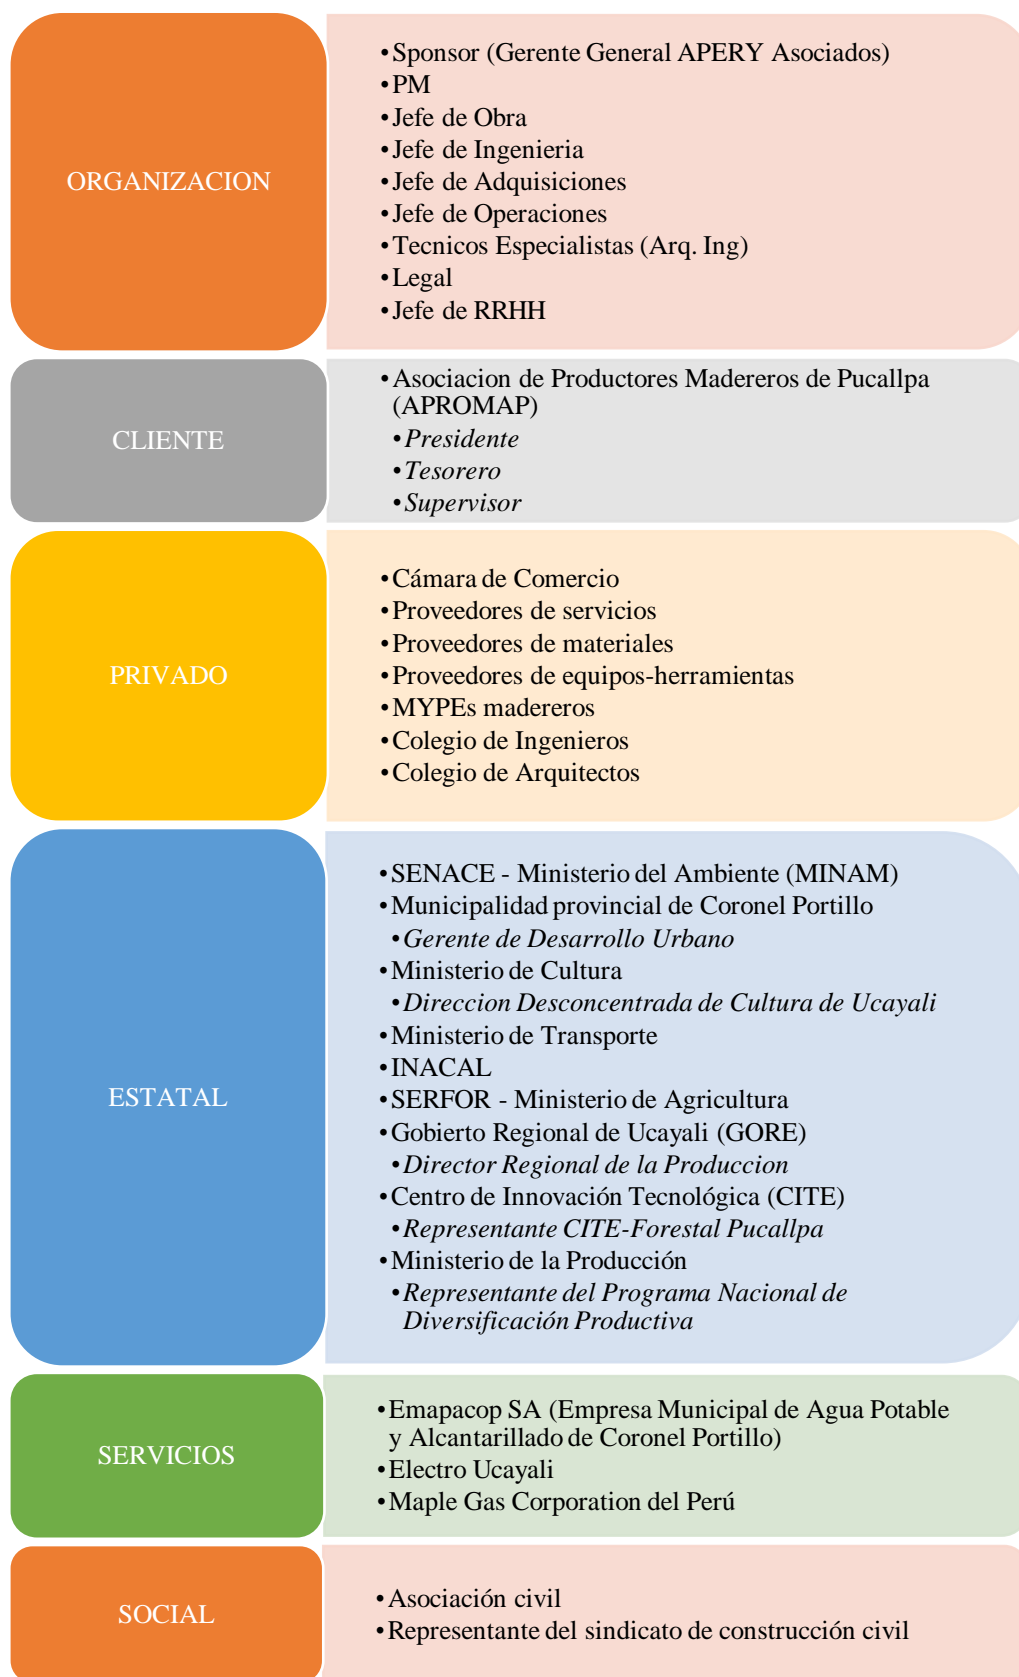 ORGANIZACION
•Sponsor (Gerente General APERY Asociados)
•PM
•Jefe de Obra
•Jefe de Ingenieria
•Jefe de Adquisiciones
•Jefe de Operaciones
•Tecnicos Especialistas (Arq. Ing)
•Legal
•Jefe de RRHH
CLIENTE
•Asociacion de Productores Madereros de Pucallpa
(APROMAP)
•Presidente
•Tesorero
•Supervisor
PRIVADO
•Cámara de Comercio
•Proveedores de servicios
•Proveedores de materiales
•Proveedores de equipos-herramientas
•MYPEs madereros
•Colegio de Ingenieros
•Colegio de Arquitectos
ESTATAL
•SENACE - Ministerio del Ambiente (MINAM)
•Municipalidad provincial de Coronel Portillo
•Gerente de Desarrollo Urbano
•Ministerio de Cultura
•Direccion Desconcentrada de Cultura de Ucayali
•Ministerio de Transporte
•INACAL
•SERFOR - Ministerio de Agricultura
•Gobierto Regional de Ucayali (GORE)
•Director Regional de la Produccion
•Centro de Innovación Tecnológica (CITE)
•Representante CITE-Forestal Pucallpa
•Ministerio de la Producción
•Representante del Programa Nacional de
Diversificación Productiva
SERVICIOS
•Emapacop SA (Empresa Municipal de Agua Potable
y Alcantarillado de Coronel Portillo)
•Electro Ucayali
•Maple Gas Corporation del Perú
SOCIAL
•Asociación civil
•Representante del sindicato de construcción civil